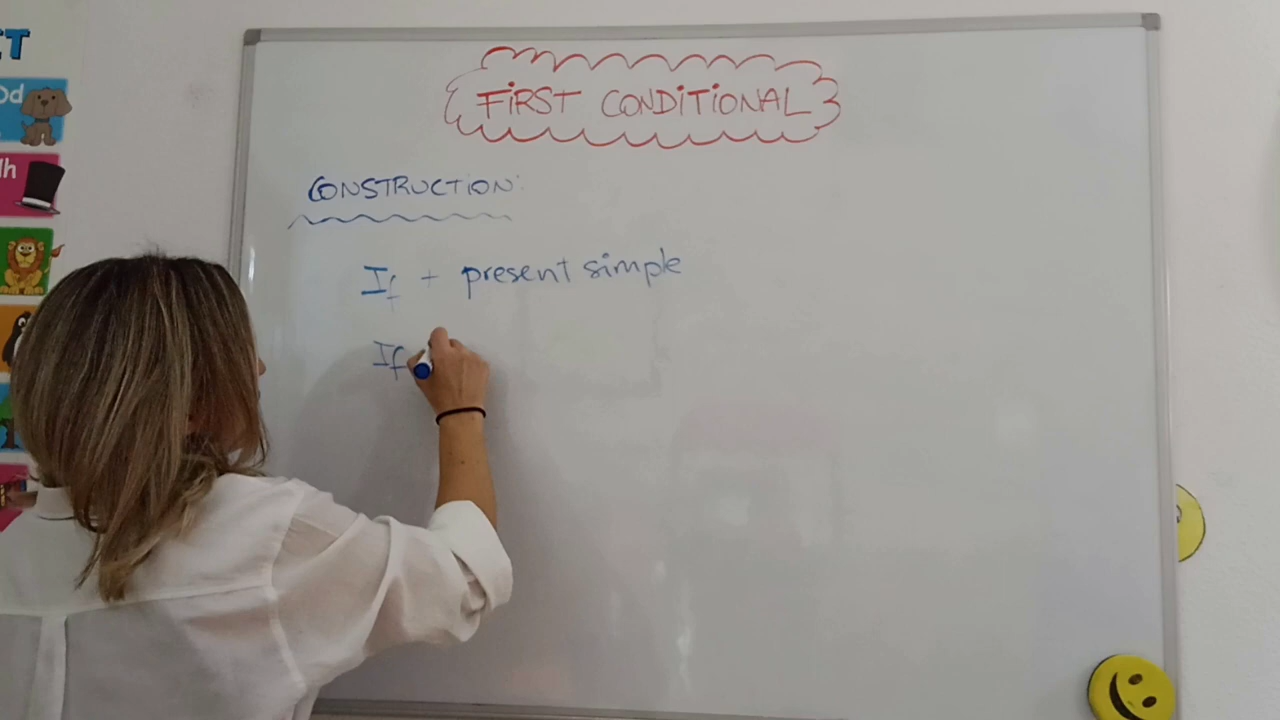 FIRST CONDITIONAL
CONSTRUCTION:
If + present simple
If